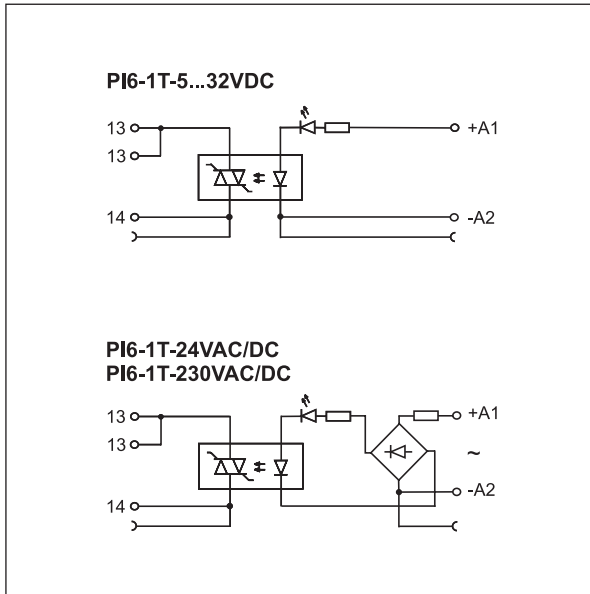 PI6-1T-5...32VDC
13
+A1
13
14
-A2
PI6-1T-24VAC/DC
PI6-1T-230VAC/DC
13
+A1
13
~
14
-A2